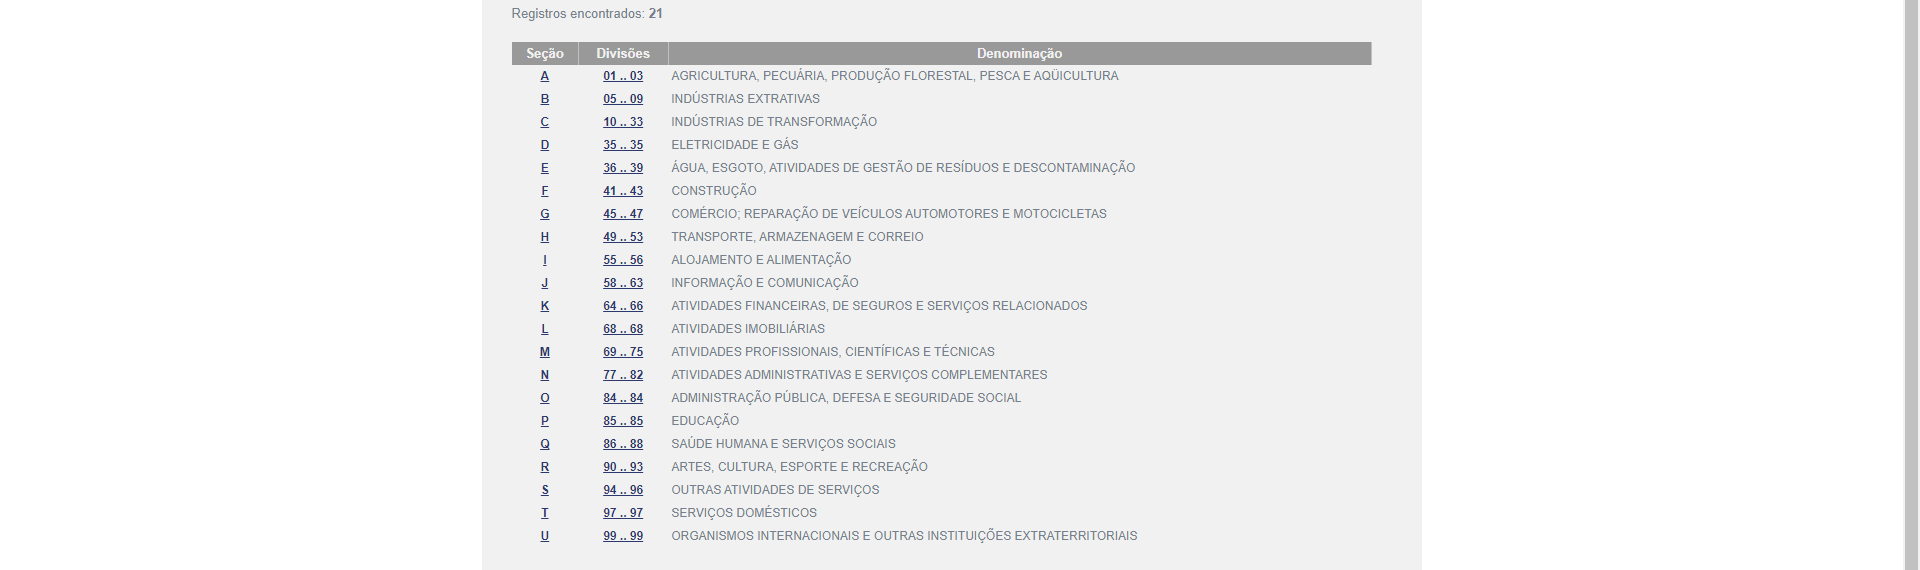 Registros encontrados: 21
Seção Divisões Denominação
A 01 .. 03 AGRICULTURA, PECUÁRIA, PRODUÇÃO FLORESTAL, PESCA E AQÜICULTURA
B 05 .. 09 INDÚSTRIAS EXTRATIVAS
C 10 .. 33 INDÚSTRIAS DE TRANSFORMAÇÃO
D 35 .. 35 ELETRICIDADE E GÁS
E 36 .. 39 ÁGUA, ESGOTO, ATIVIDADES DE GESTÃO DE RESÍDUOS E DESCONTAMINAÇÃO
F 41 .. 43 CONSTRUÇÃO
G 45 .. 47 COMÉRCIO; REPARAÇÃO DE VEÍCULOS AUTOMOTORES E MOTOCICLETAS
H 49 .. 53 TRANSPORTE, ARMAZENAGEM E CORREIO
I 55 .. 56 ALOJAMENTO E ALIMENTAÇÃO
J 58 .. 63 INFORMAÇÃO E COMUNICAÇÃO
K 64 .. 66 ATIVIDADES FINANCEIRAS, DE SEGUROS E SERVIÇOS RELACIONADOS
L 68 .. 68 ATIVIDADES IMOBILIÁRIAS
M 69 .. 75 ATIVIDADES PROFISSIONAIS, CIENTÍFICAS E TÉCNICAS
N 77 .. 82 ATIVIDADES ADMINISTRATIVAS E SERVIÇOS COMPLEMENTARES
O 84 .. 84 ADMINISTRAÇÃO PÚBLICA, DEFESA E SEGURIDADE SOCIAL
P 85 .. 85 EDUCAÇÃO
Q 86 .. 88 SAÚDE HUMANA E SERVIÇOS SOCIAIS
R 90 .. 93 ARTES, CULTURA, ESPORTE E RECREAÇÃO
S 94 .. 96 OUTRAS ATIVIDADES DE SERVIÇOS
T 97 .. 97 SERVIÇOS DOMÉSTICOS
U 99 .. 99 ORGANISMOS INTERNACIONAIS E OUTRAS INSTITUIÇÕES EXTRATERRITORIAIS